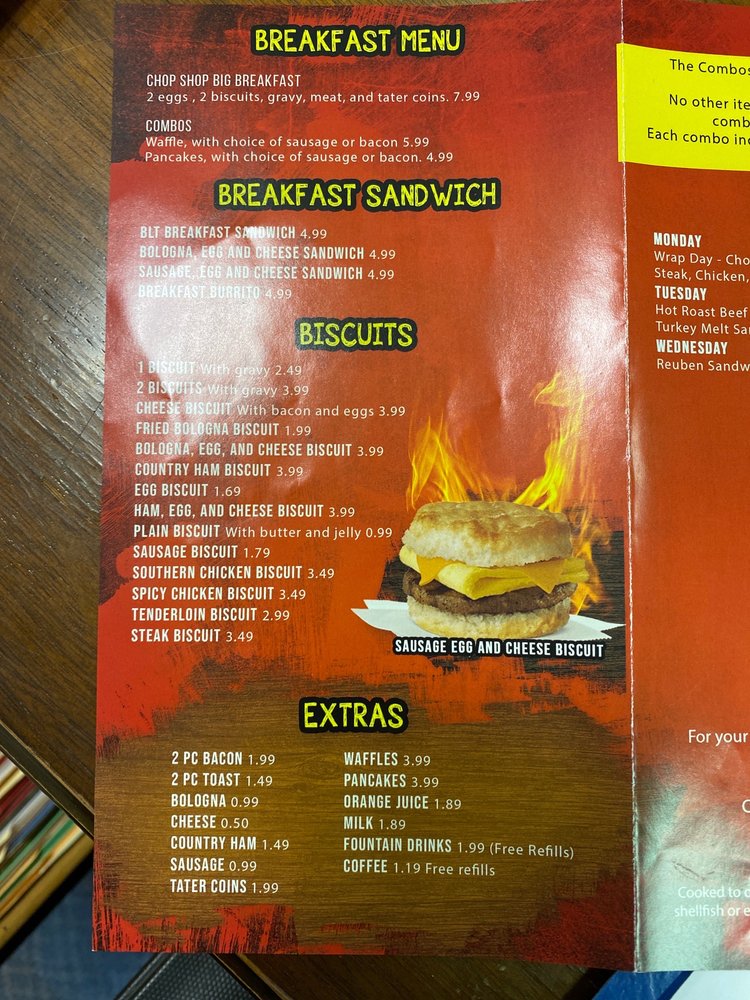 BREAKFAST MENU
CHOP SHOP BIG BREAKFAST
2 eggs , 2 biscuits, gravy, meat, and tater coins. 7.99
COMBOS
Waffle, with choice of sausage or bacon 5.99
Pancakes, with choice of sausage or bacon. 4.99
BREAKFAST SANDWICH
BLT BREAKFAST SANDWICH 4.99
BOLOGNA, EGG AND CHEESE SANDWICH 4.99
SAUSAGE, EGG AND CHEESE SANDWICH 4.99
BREAKFAST BURRITO 4.99
BISCUITS
1 BISCUIT With gravy 2.49
2 BISCUITS With gravy 3.99
CHEESE BISCUIT With bacon and eggs 3.99
FRIED BOLOGNA BISCUIT 1.99
BOLOGNA, EGG, AND CHEESE BISCUIT 3.99
COUNTRY HAM BISCUIT 3.99
EGG BISCUIT 1.69
HAM, EGG, AND CHEESE BISCUIT 3.99
PLAIN BISCUIT With butter and jelly 0.99
SAUSAGE BISCUIT 1.79
SOUTHERN CHICKEN BISCUIT 3.49
SPICY CHICKEN BISCUIT 3.49
TENDERLOIN BISCUIT 2.99
STEAK BISCUIT 3.49
SAUSAGE EGG AND CHEESE BISCUIT
EXTRAS
2 PC BACON 1.99
2 PC TOAST 1.49
BOLOGNA 0.99
CHEESE 0.50
COUNTRY HAM 1.49
SAUSAGE 0.99
TATER COINS 1.99
WAFFLES 3.99
PANCAKES 3.99
ORANGE JUICE 1.89
MILK 1.89
FOUNTAIN DRINKS 1.99 (Free Refills)
COFFEE 1.19 Free refills
The Combos
No other
Each combo
MONDAY
Wrap Day -
Steak, Chicken,
TUESDAY
Hot Roast Beef
Turkey Melt
WEDNESDAY
Reuben
For your
Cooked to
shellfish or